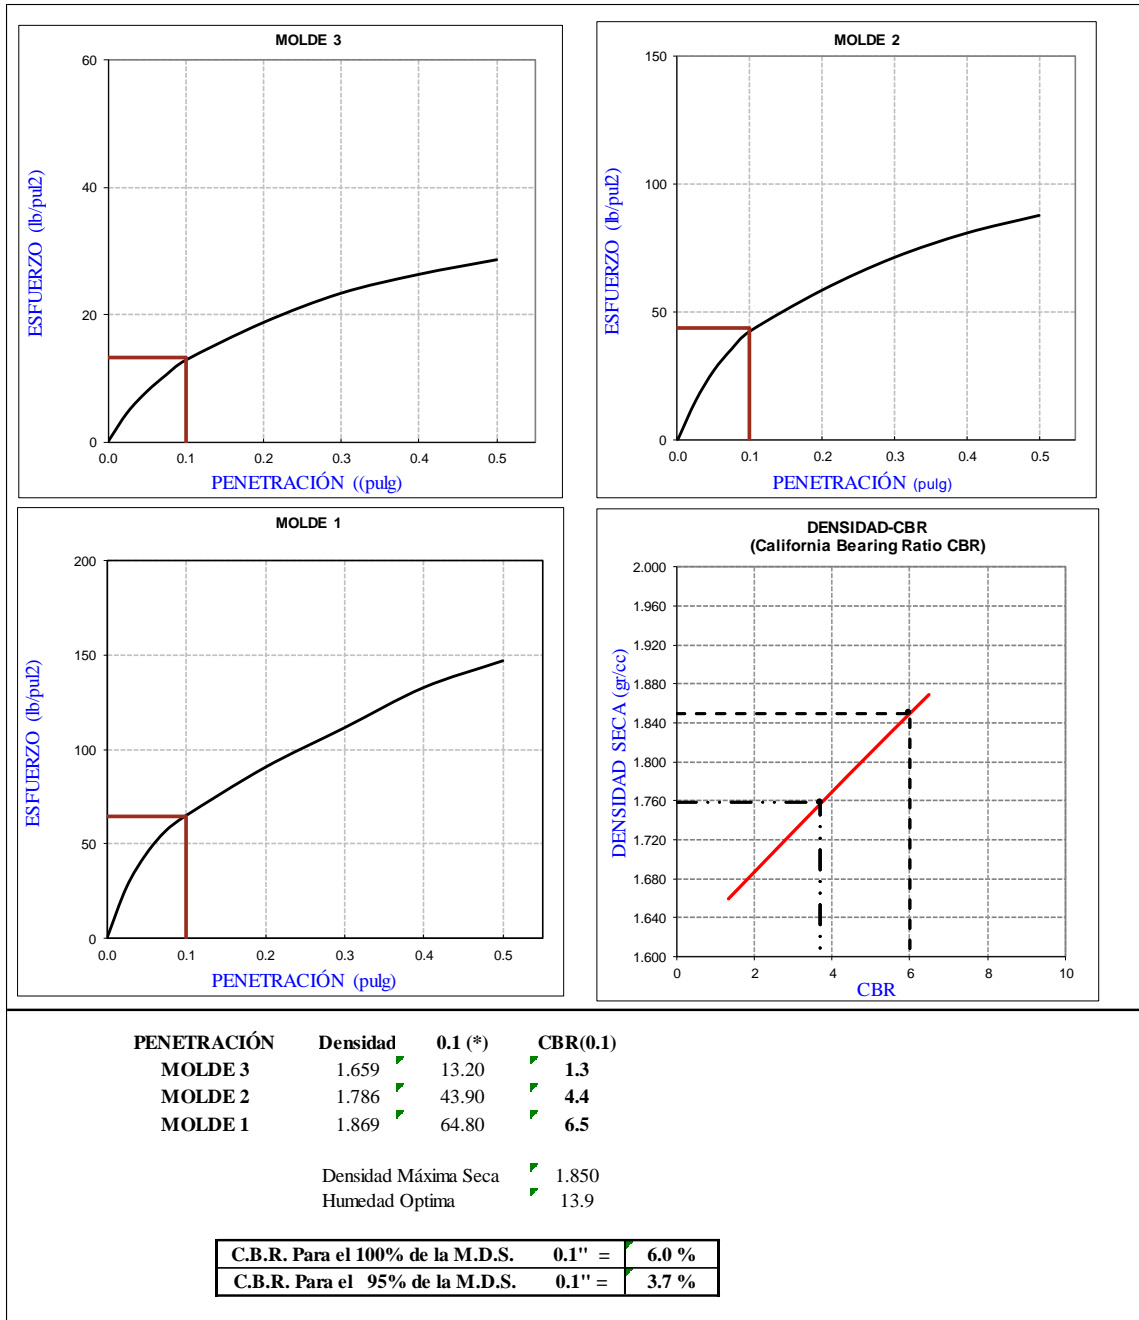 MOLDE 3
60
40
20
0
0.0 0.1 0.2 0.3 0.4 0.5
ESFUERZO (lb/pul2)
PENETRACIÓN ((pulg)
MOLDE 2
150
100
50
0
0.0 0.1 0.2 0.3 0.4 0.5
ESFUERZO (lb/pul2)
PENETRACIÓN (pulg)
MOLDE 1
200
150
100
50
0
0.0 0.1 0.2 0.3 0.4 0.5
ESFUERZO (lb/pul2)
PENETRACIÓN (pulg)
DENSIDAD-CBR
(California Bearing Ratio CBR)
2.000
1.960
1.920
1.880
1.840
1.800
1.760
1.720
1.680
1.640
1.600
0 2 4 6 8 10
DENSIDAD SECA (gr/cc)
CBR
PENETRACIÓN Densidad 0.1 (*) CBR(0.1)
MOLDE 3 1.659 13.20 1.3
MOLDE 2 1.786 43.90 4.4
MOLDE 1 1.869 64.80 6.5
Densidad Máxima Seca 1.850
Humedad Optima 13.9
C.B.R. Para el 100% de la M.D.S. 0.1" = 6.0 %
C.B.R. Para el 95% de la M.D.S. 0.1" = 3.7 %